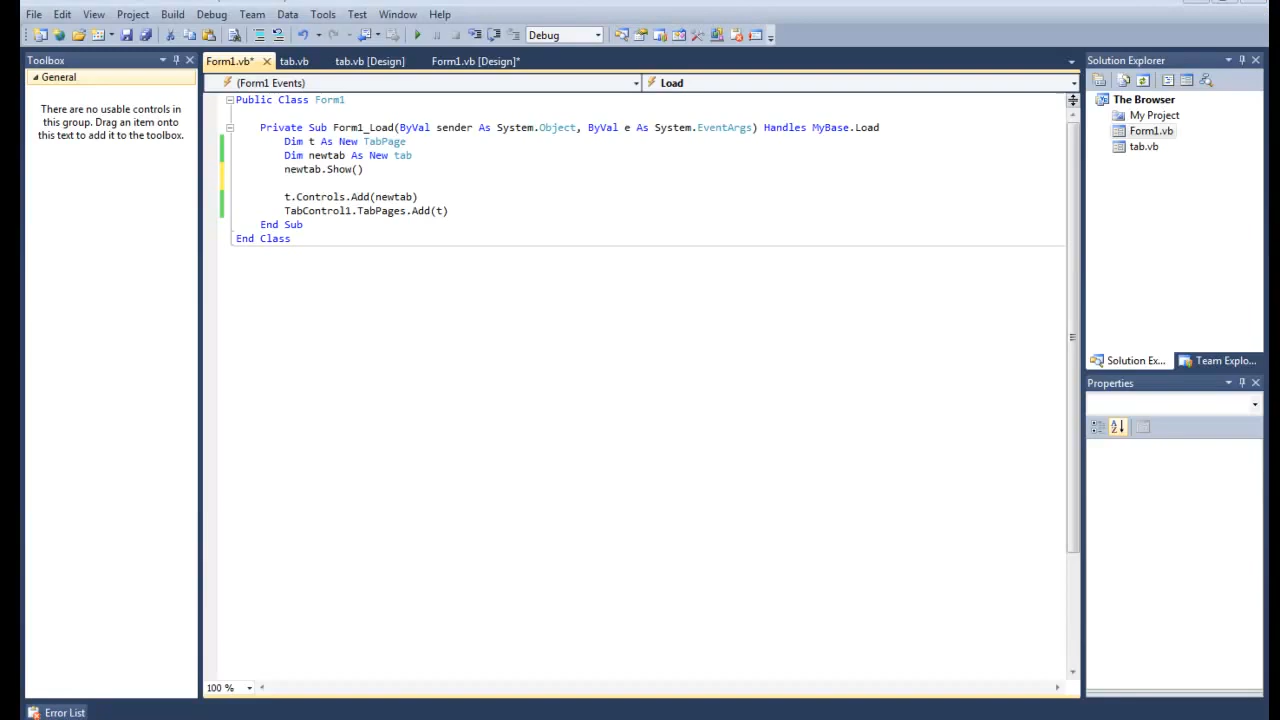 File Edit View Project Build Debug Team Data Tools Test Window Help
Debug
Toolbox
General
There are no usable controls in
this group. Drag an item onto
this text to add it to the toolbox.
Form1.vb* tab.vb tab.vb [Design] Form1.vb [Design]*
(Form1 Events) Load
Public Class Form1
Private Sub Form1_Load(ByVal sender As System.Object, ByVal e As System.EventArgs) Handles MyBase.Load
Dim t As New TabPage
Dim newtab As New tab
newtab.Show()
t.Controls.Add(newtab)
TabControl1.TabPages.Add(t)
End Sub
End Class
100 %
Solution Explorer
The Browser
My Project
Form1.vb
tab.vb
Solution Ex... Team Explo...
Properties
Error List